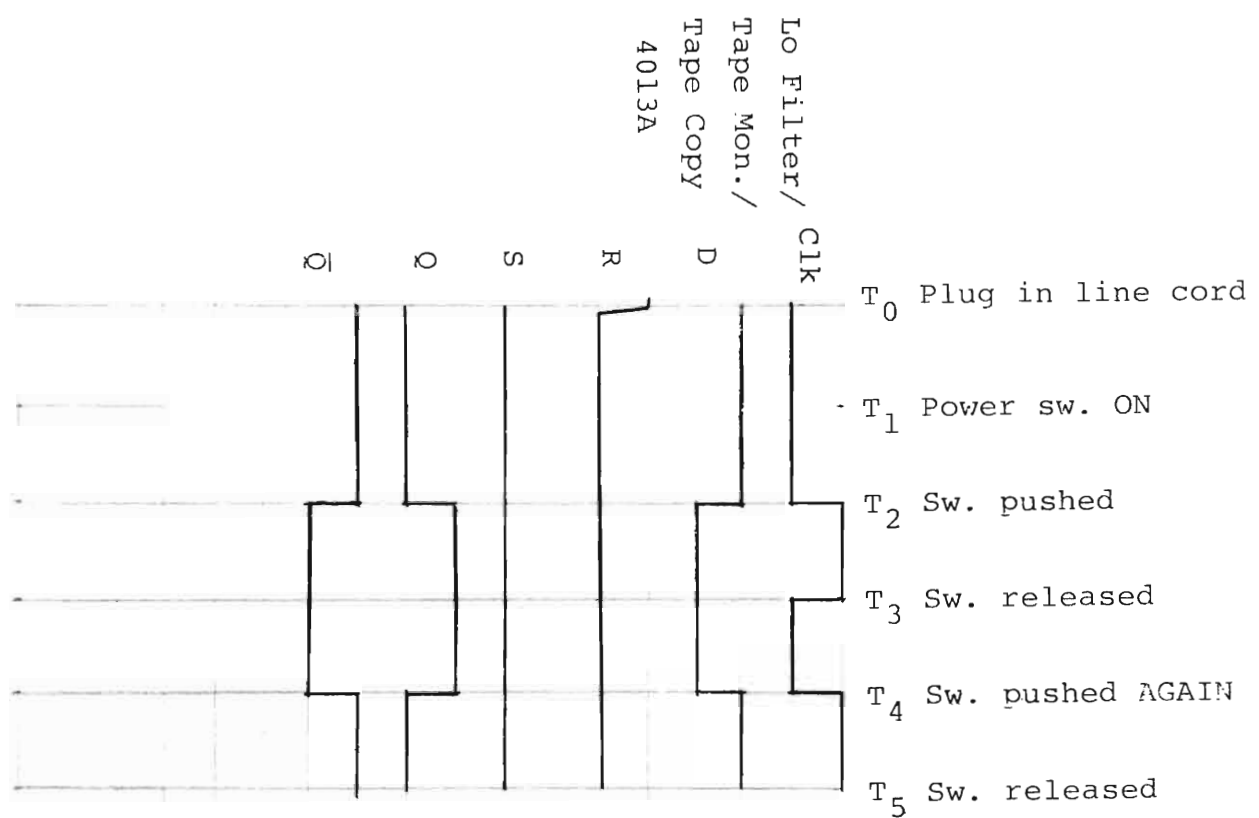 Lo Filter/
Tape Mon./
Tape Copy
4013A
Clk
D
R
S
Q
Q̅
T₀ Plug in line cord
T₁ Power sw. ON
T₂ Sw. pushed
T₃ Sw. released
T₄ Sw. pushed AGAIN
T₅ Sw. released